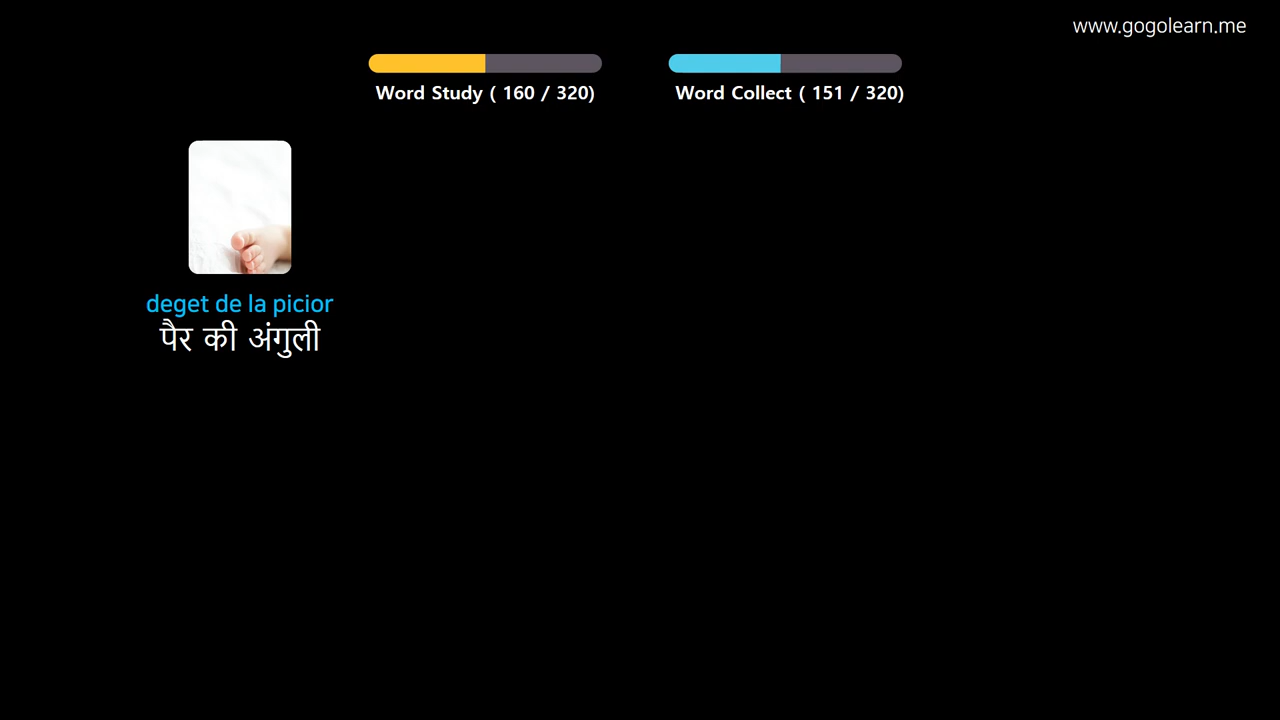 www.gogolearn.me
Word Study ( 160 / 320)
Word Collect ( 151 / 320)
deget de la picior
पैर की अंगुली